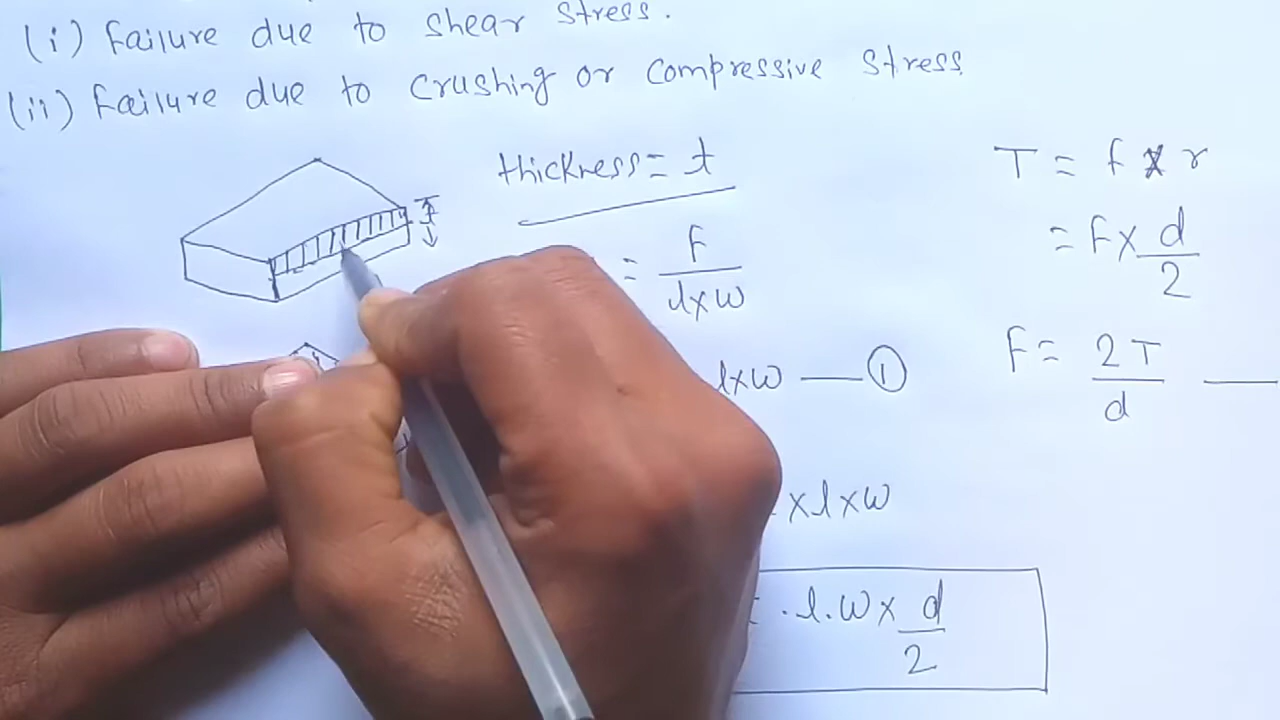 (i) Failure due to shear stress.
(ii) Failure due to crushing or compressive stress
thickness = t
= F / l×w
l×w — ①
×l×w
.l.w× d/2
T = F × r
= F× d/2
F = 2T/d —